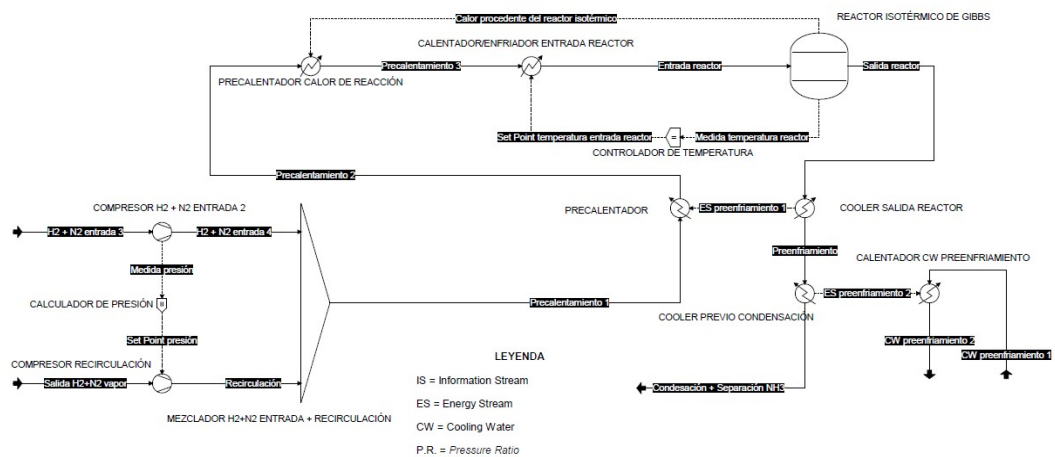 Calor procedente del reactor isotérmico
REACTOR ISOTÉRMICO DE GIBBS
CALENTADOR/ENFRIADOR ENTRADA REACTOR
Precalentamiento 3
Entrada reactor
Salida reactor
PRECALENTADOR CALOR DE REACCIÓN
Set Point temperatura entrada reactor
=
Medida temperatura reactor
CONTROLADOR DE TEMPERATURA
Precalentamiento 2
COMPRESOR H2 + N2 ENTRADA 2
PRECALENTADOR
ES preenfriamiento 1
COOLER SALIDA REACTOR
H2 + N2 entrada 3
H2 + N2 entrada 4
Preenfriamiento
CALENTADOR CW PREENFRIAMIENTO
Medida presión
CALCULADOR DE PRESIÓN
Precalentamiento 1
ES preenfriamiento 2
COOLER PREVIO CONDENSACIÓN
Set Point presión
CW preenfriamiento 2
CW preenfriamiento 1
LEYENDA
COMPRESOR RECIRCULACIÓN
Salida H2+N2 vapor
Recirculación
IS = Information Stream
Condesación + Separación NH3
ES = Energy Stream
MEZCLADOR H2+N2 ENTRADA + RECIRCULACIÓN
CW = Cooling Water
P.R. = Pressure Ratio